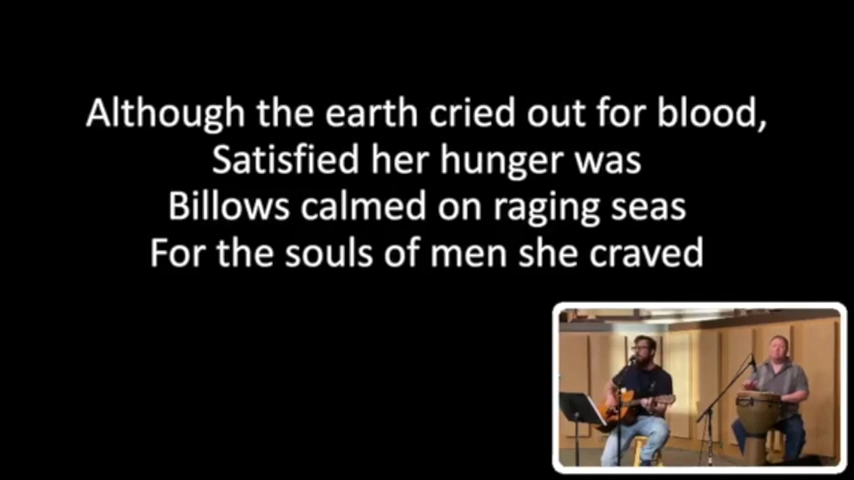 Although the earth cried out for blood,
Satisfied her hunger was
Billows calmed on raging seas
For the souls of men she craved